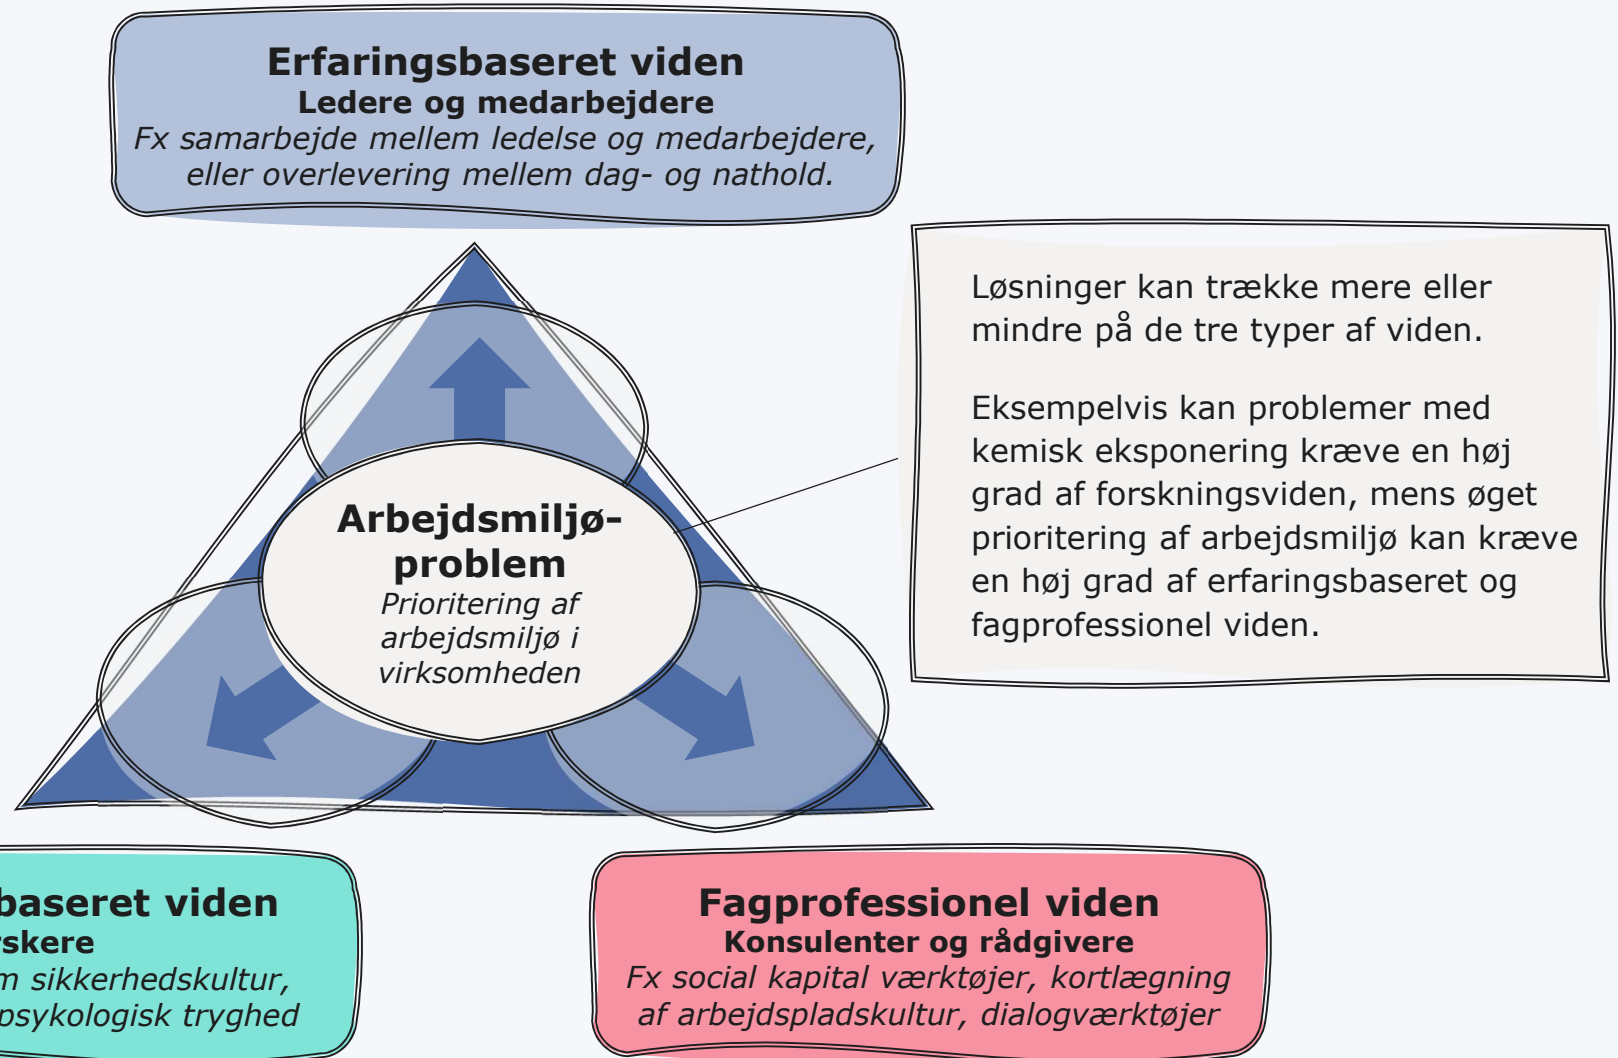 Erfaringsbaseret viden
Ledere og medarbejdere
Fx samarbejde mellem ledelse og medarbejdere,
eller overlevering mellem dag- og nathold.
Løsninger kan trække mere eller
mindre på de tre typer af viden.
Eksempelvis kan problemer med
kemisk eksponering kræve en høj
grad af forskningsviden, mens øget
prioritering af arbejdsmiljø kan kræve
en høj grad af erfaringsbaseret og
fagprofessionel viden.
Arbejdsmiljø-
problem
Prioritering af
arbejdsmiljø i
virksomheden
baseret viden
sikkerhedskultur,
psykologisk tryghed
Fagprofessionel viden
Konsulenter og rådgivere
Fx social kapital værktøjer, kortlægning
af arbejdspladskultur, dialogværktøjer